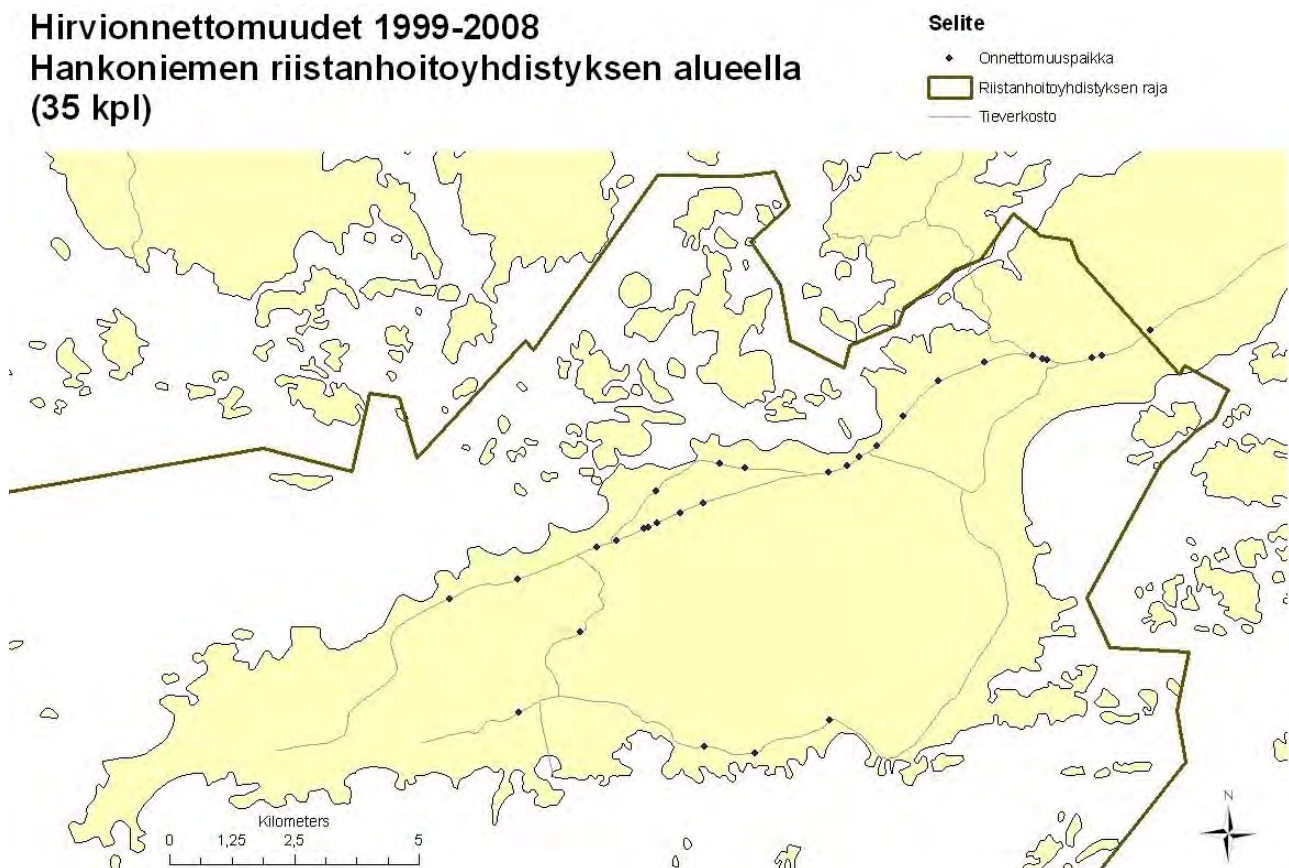 Hirvionnettomuudet 1999-2008
Hankoniemen riistanhoitoyhdistyksen alueella
(35 kpl)
Selite
Onnettomuuspaikka
Riistanhoitoyhdistyksen raja
Tieverkosto
Kilometers
0 1,25 2,5 5
N